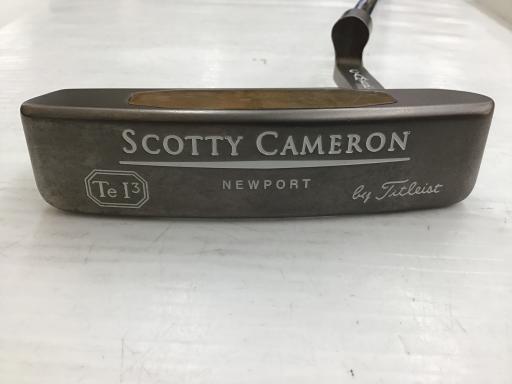 SCOTTY CAMERON
Te I³
NEWPORT
by Titleist